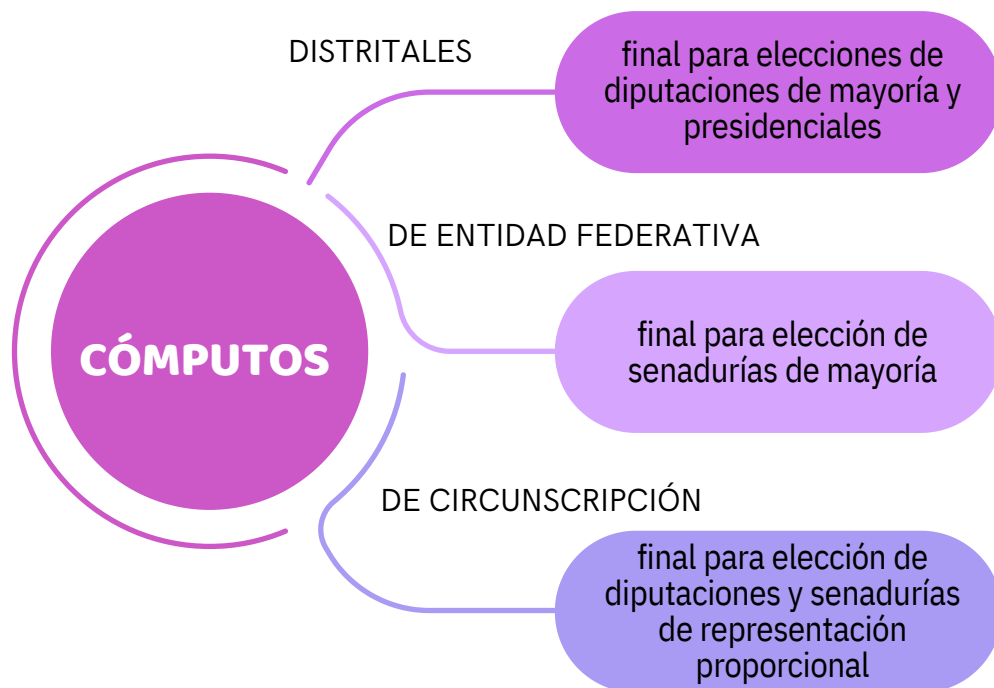 CÓMPUTOS
DISTRITALES
final para elecciones de
diputaciones de mayoría y
presidenciales
DE ENTIDAD FEDERATIVA
final para elección de
senadurías de mayoría
DE CIRCUNSCRIPCIÓN
final para elección de
diputaciones y senadurías
de representación
proporcional